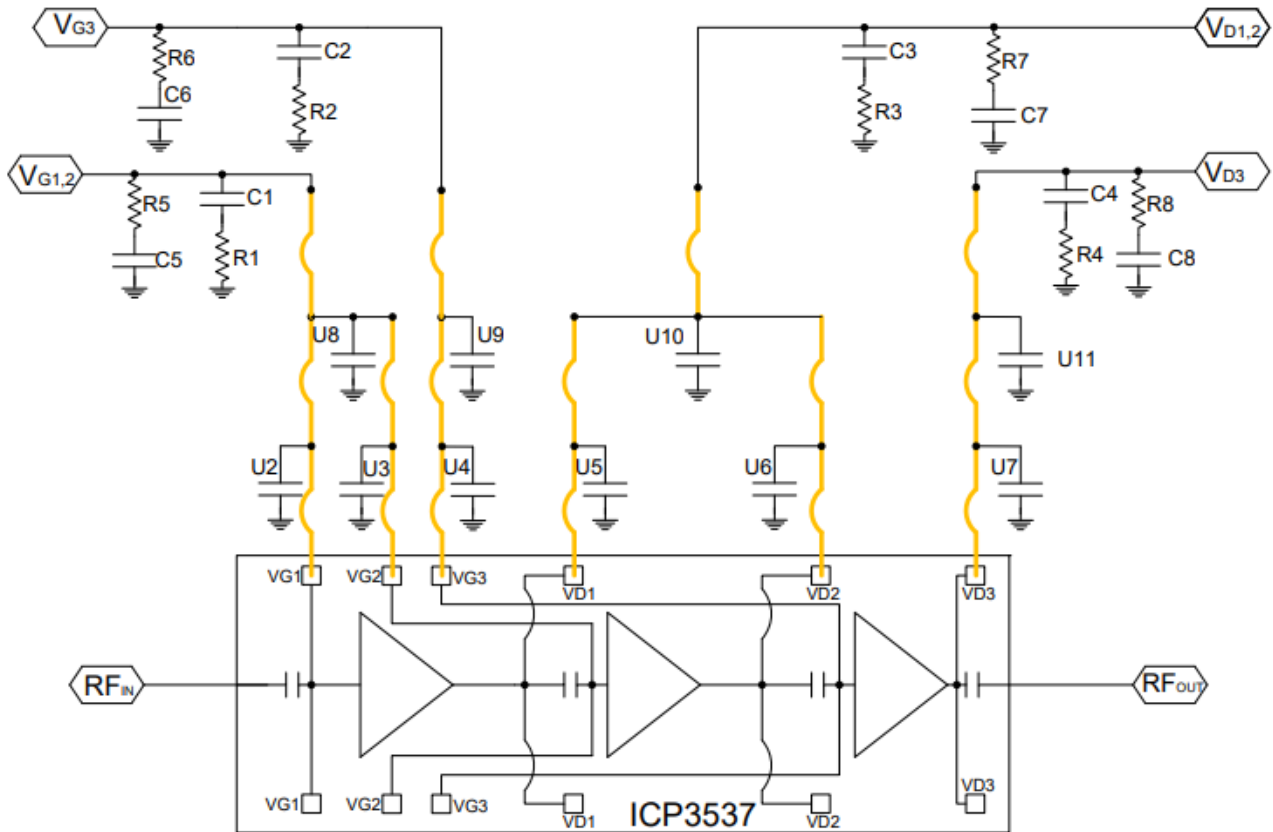 VG3
R6
C2
C6
R2
VG1,2
R5
C1
C5
R1
C3
R7
VD1,2
R3
C7
VD3
C4
R8
R4
C8
U8
U9
U10
U11
U2
U3
U4
U5
U6
U7
VG1
VG2
VG3
VD1
VD2
VD3
RFIN
RFOUT
VG1
VG2
VG3
VD1
VD2
VD3
ICP3537